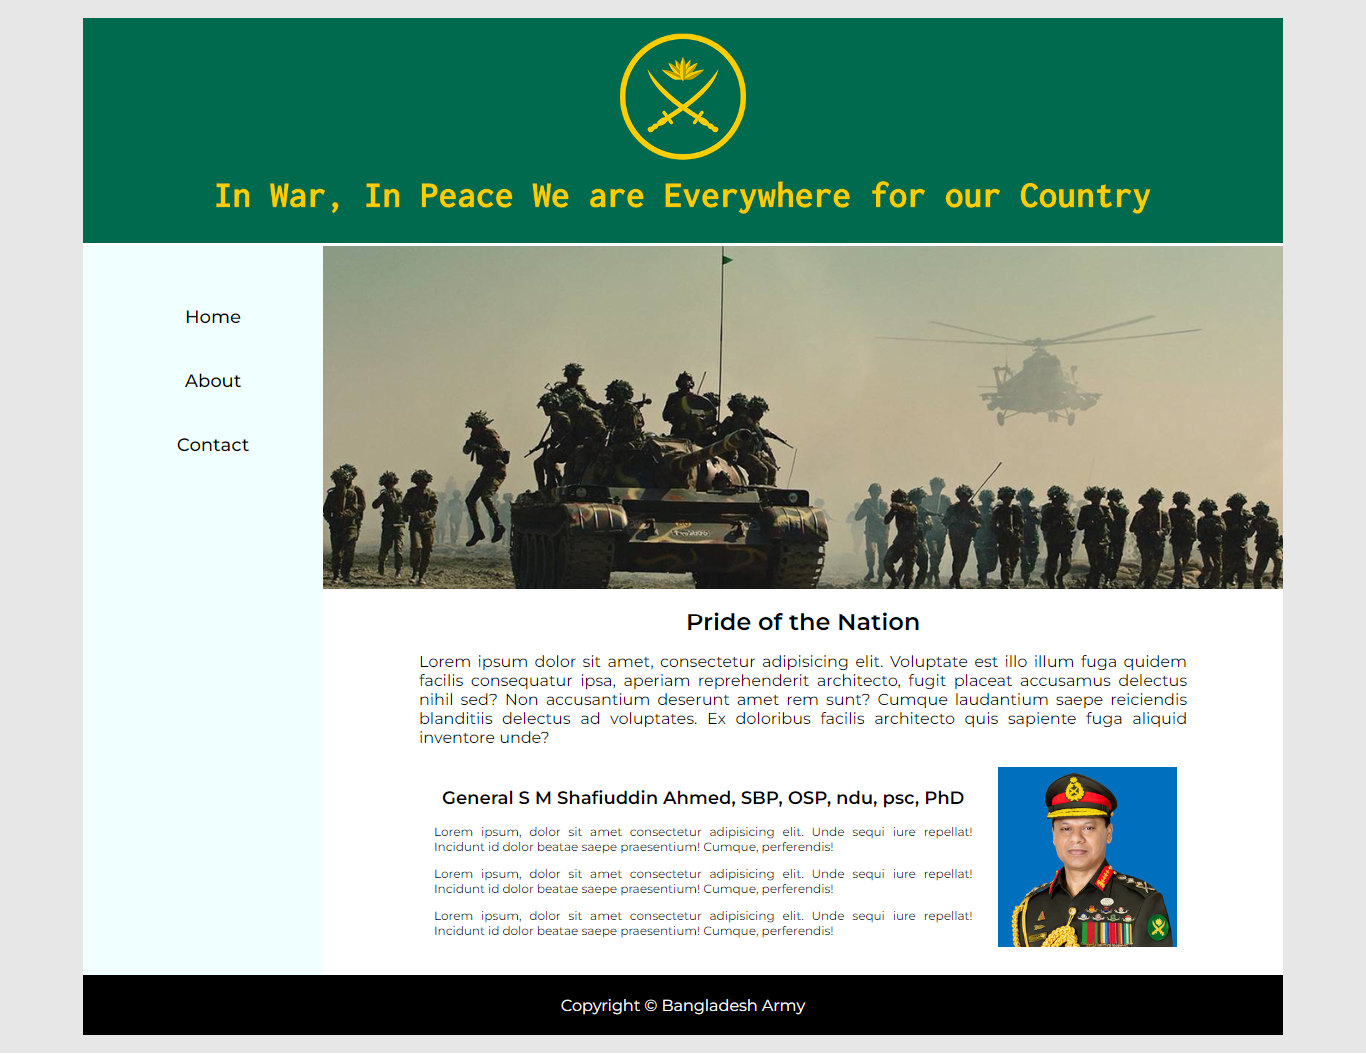 In War, In Peace We are Everywhere for our Country
Home
About
Contact
Pride of the Nation
Lorem ipsum dolor sit amet, consectetur adipisicing elit. Voluptate est illo illum fuga quidem
facilis consequatur ipsa, aperiam reprehenderit architecto, fugit placeat accusamus delectus
nihil sed? Non accusantium deserunt amet rem sunt? Cumque laudantium saepe reiciendis
blanditiis delectus ad voluptates. Ex doloribus facilis architecto quis sapiente fuga aliquid
inventore unde?
General S M Shafiuddin Ahmed, SBP, OSP, ndu, psc, PhD
Lorem ipsum, dolor sit amet consectetur adipisicing elit. Unde sequi iure repellat!
Incidunt id dolor beatae saepe praesentium! Cumque, perferendis!
Lorem ipsum, dolor sit amet consectetur adipisicing elit. Unde sequi iure repellat!
Incidunt id dolor beatae saepe praesentium! Cumque, perferendis!
Lorem ipsum, dolor sit amet consectetur adipisicing elit. Unde sequi iure repellat!
Incidunt id dolor beatae saepe praesentium! Cumque, perferendis!
Copyright © Bangladesh Army